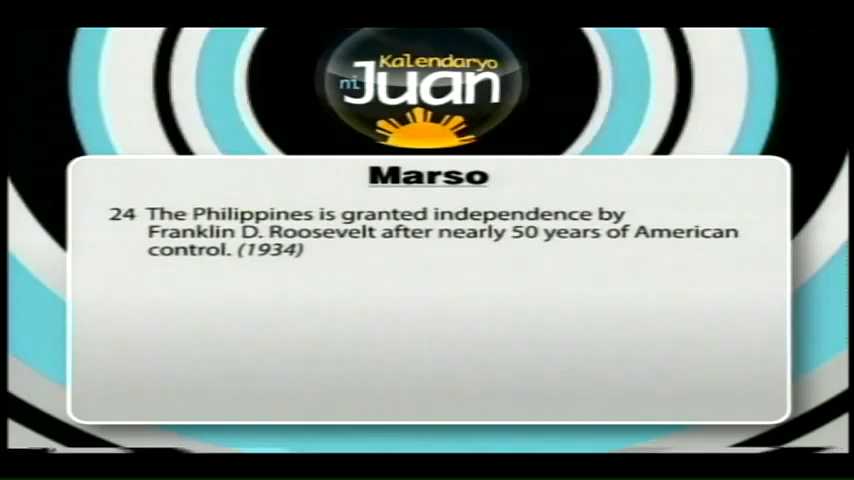 Kalendaryo
ni Juan
Marso
24 The Philippines is granted independence by
Franklin D. Roosevelt after nearly 50 years of American
control. (1934)